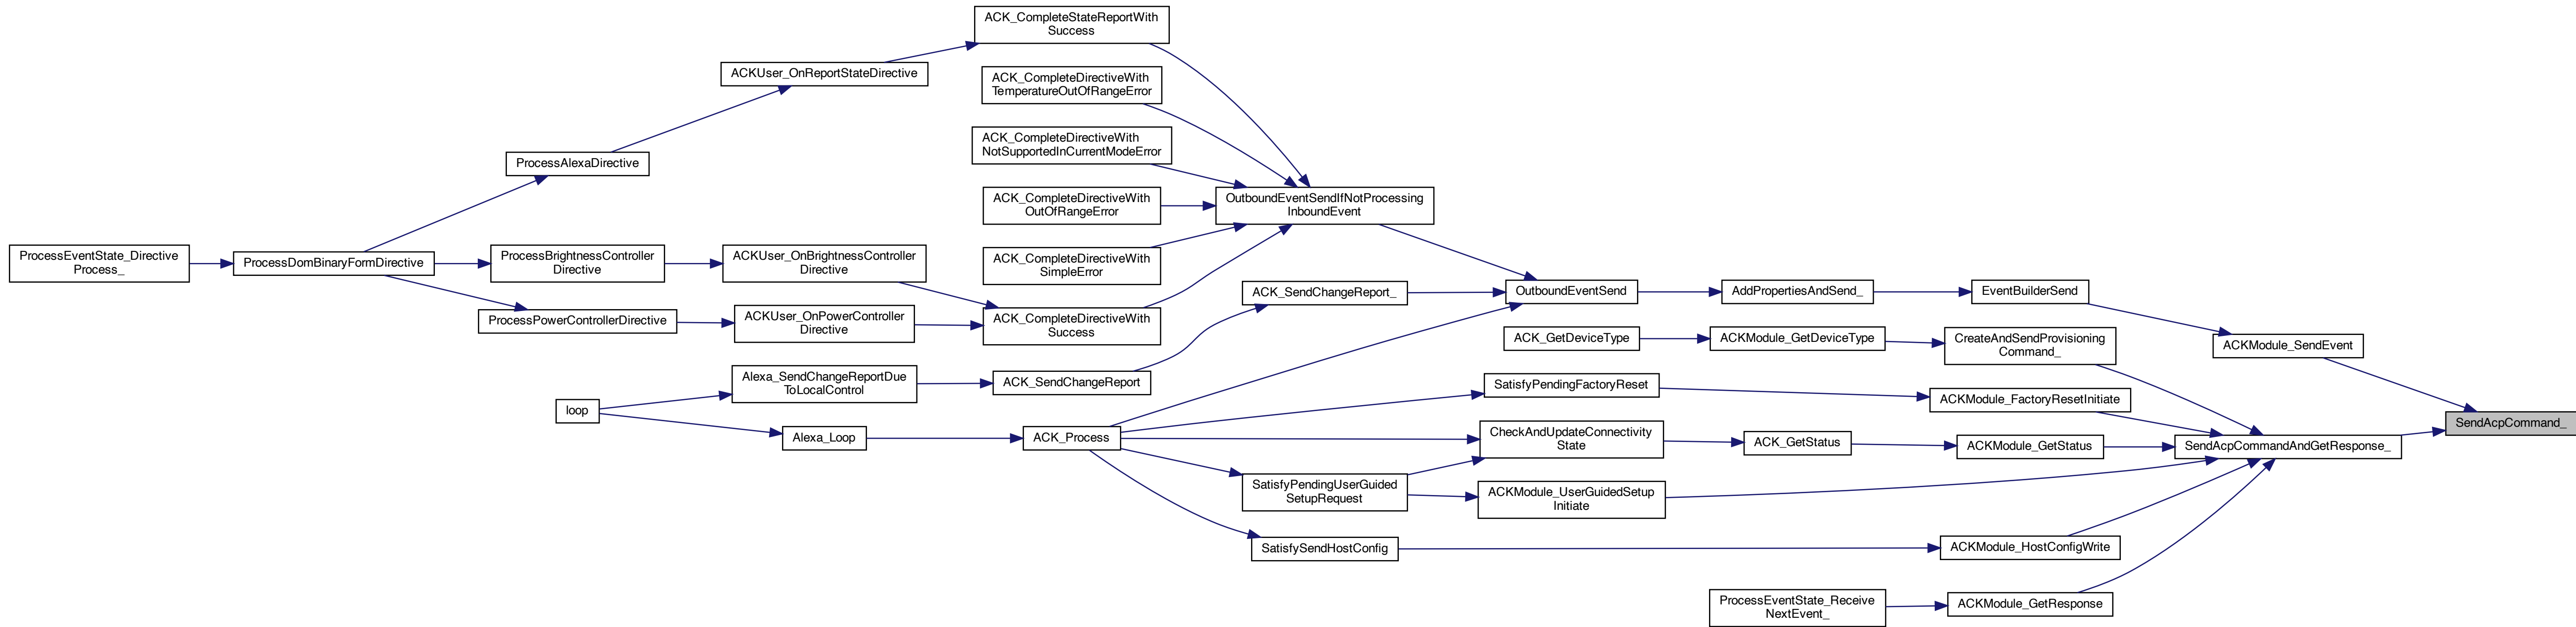 ACK_CompleteStateReportWith
Success
ACKUser_OnReportStateDirective
ACK_CompleteDirectiveWith
TemperatureOutOfRangeError
ACK_CompleteDirectiveWith
NotSupportedInCurrentModeError
ProcessAlexaDirective
ACK_CompleteDirectiveWith
OutOfRangeError
OutboundEventSendIfNotProcessing
InboundEvent
ProcessEventState_Directive
Process_
ProcessDomBinaryFormDirective
ProcessBrightnessController
Directive
ACKUser_OnBrightnessController
Directive
ACK_CompleteDirectiveWith
SimpleError
ACK_SendChangeReport_
OutboundEventSend
AddPropertiesAndSend_
EventBuilderSend
ProcessPowerControllerDirective
ACKUser_OnPowerController
Directive
ACK_CompleteDirectiveWith
Success
ACK_GetDeviceType
ACKModule_GetDeviceType
CreateAndSendProvisioning
Command_
ACKModule_SendEvent
Alexa_SendChangeReportDue
ToLocalControl
ACK_SendChangeReport
SatisfyPendingFactoryReset
ACKModule_FactoryResetInitiate
loop
SendAcpCommand_
Alexa_Loop
ACK_Process
CheckAndUpdateConnectivity
State
ACK_GetStatus
ACKModule_GetStatus
SendAcpCommandAndGetResponse_
SatisfyPendingUserGuided
SetupRequest
ACKModule_UserGuidedSetup
Initiate
SatisfySendHostConfig
ACKModule_HostConfigWrite
ProcessEventState_Receive
NextEvent_
ACKModule_GetResponse